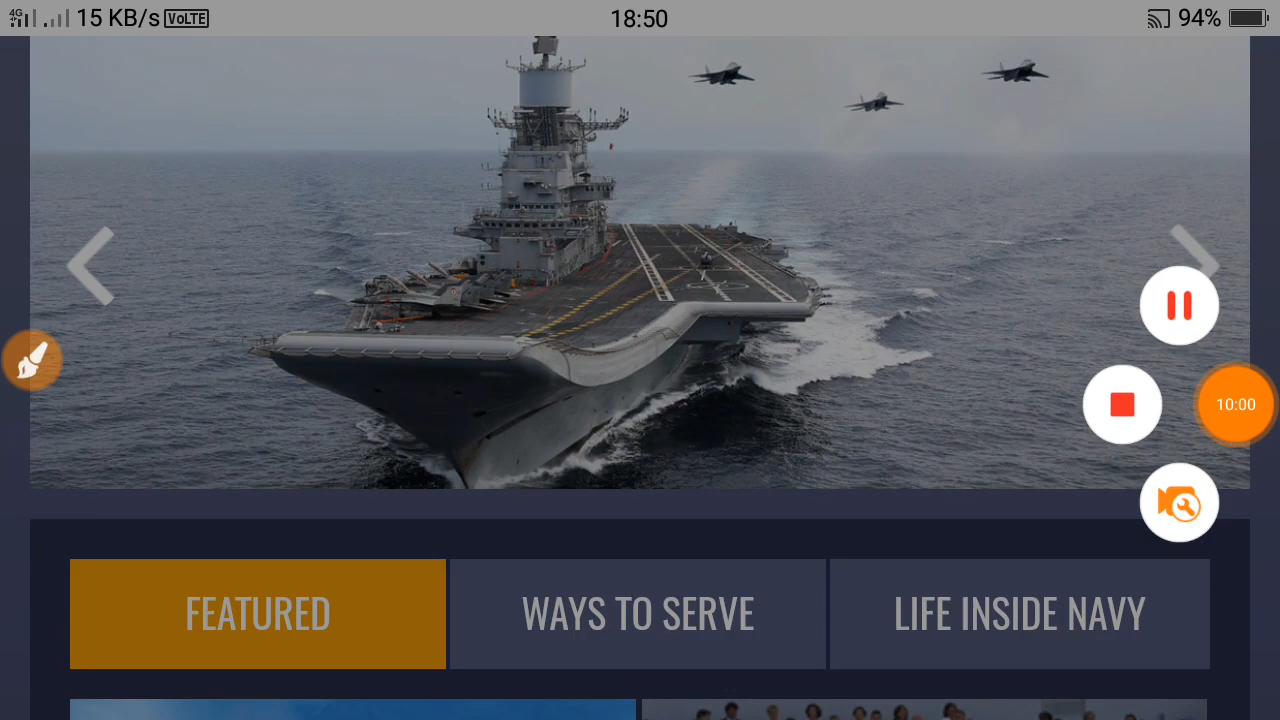 4G 15 KB/s VoLTE 18:50 94%
10:00
FEATURED WAYS TO SERVE LIFE INSIDE NAVY